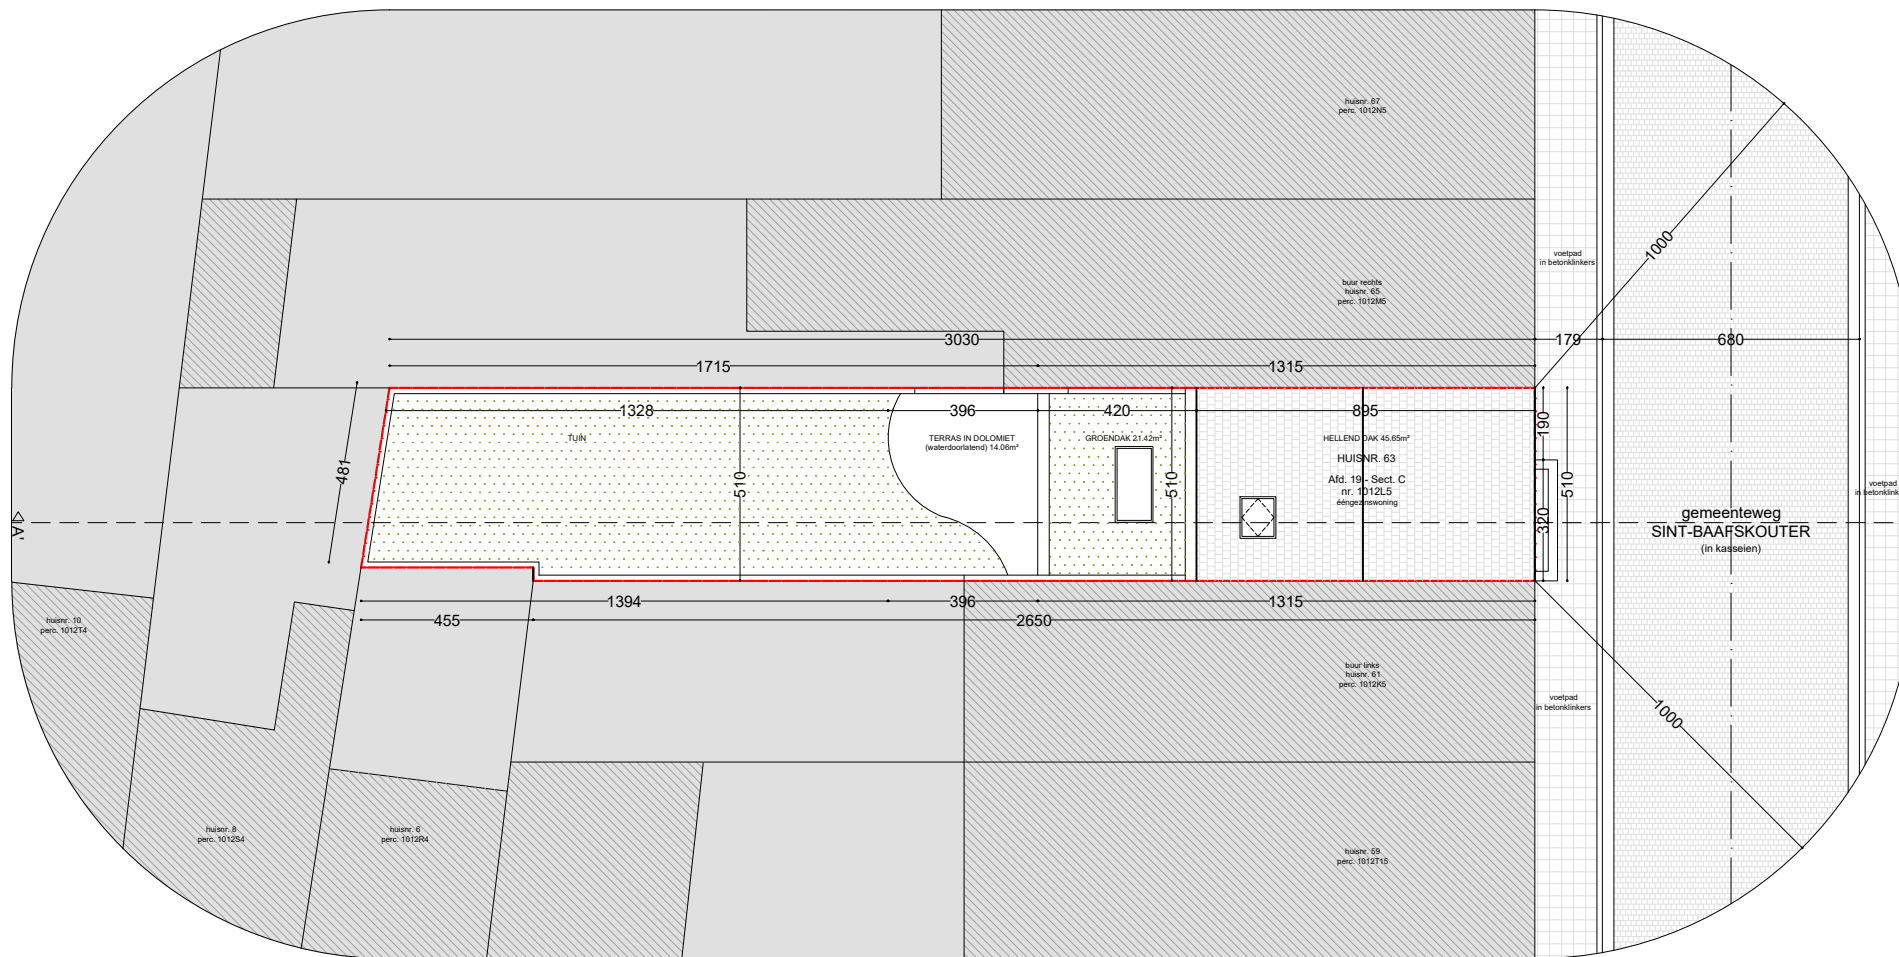 huisnr. 67
perc. 1012N5
voetpad
in betonklinkers
1000
buur rechts
huisnr. 65
perc. 1012M5
3030
179
680
1715
1315
1328
396
420
895
190
TUIN
TERRAS IN DOLOMIET
(waterdoorlatend) 14.06m²
GROENDAK 21.42m²
HELLEND DAK 45.65m²
HUISNR. 63
Afd. 19 - Sect. C
nr. 1012L5
ééngezinswoning
481
510
510
510
320
voetpad
in betonklinkers
gemeenteweg
SINT-BAAFSKOUTER
(in kasseien)
A'
1394
396
1315
455
2650
huisnr. 10
perc. 1012T4
buur links
huisnr. 61
perc. 1012K5
voetpad
in betonklinkers
1000
huisnr. 8
perc. 1012S4
huisnr. 6
perc. 1012R4
huisnr. 59
perc. 1012T15